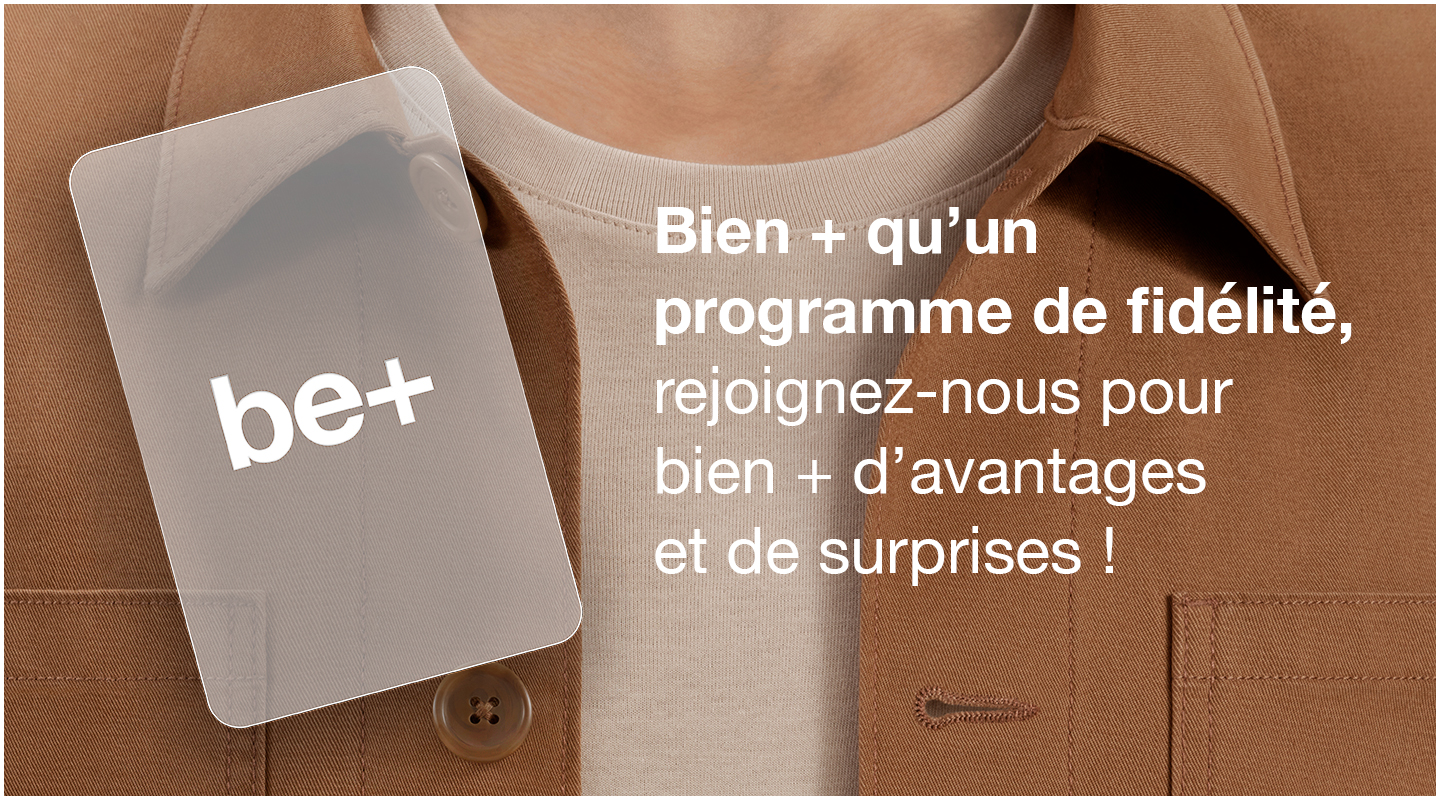 be+
Bien + qu’un
programme de fidélité,
rejoignez-nous pour
bien + d’avantages
et de surprises !